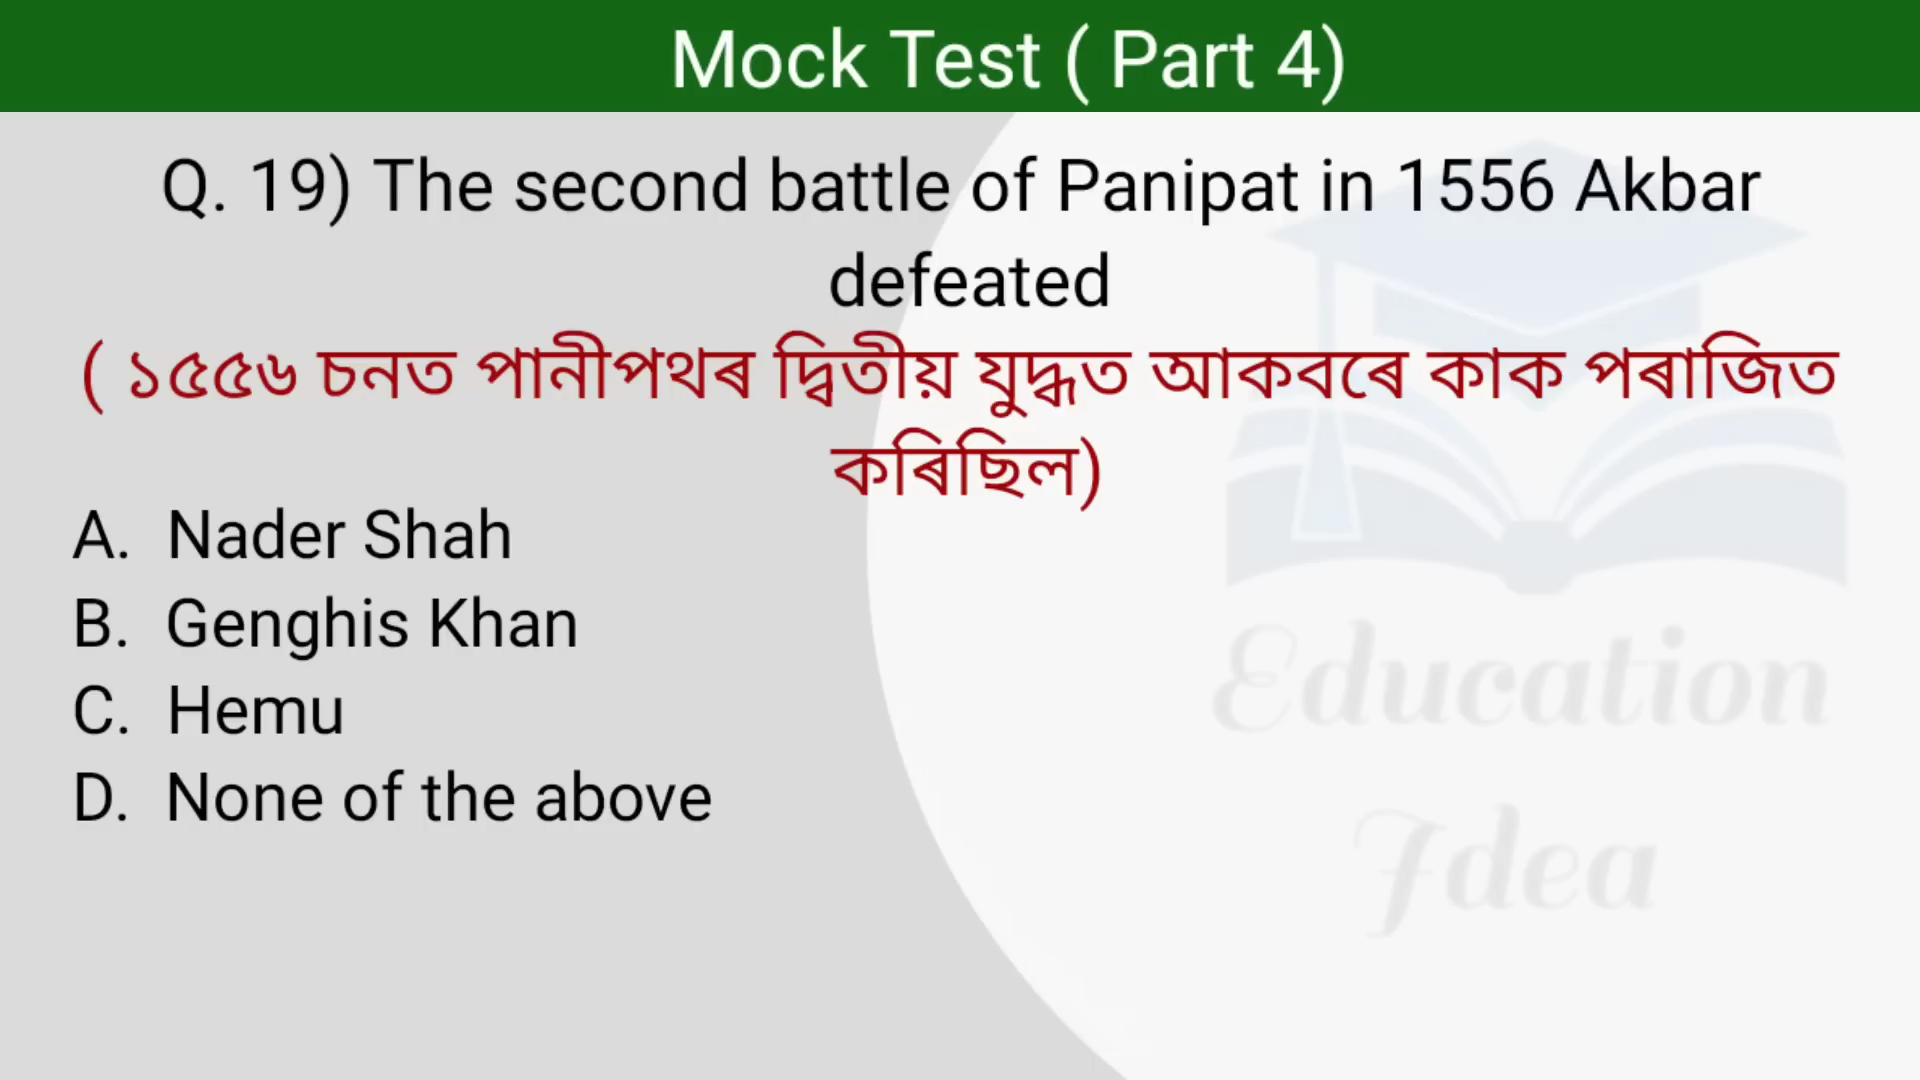 Mock Test ( Part 4)
Q. 19) The second battle of Panipat in 1556 Akbar
defeated
( ১৫৫৬ চনত পানীপথৰ দ্বিতীয় যুদ্ধত আকবৰে কাক পৰাজিত
কৰিছিল)
A. Nader Shah
B. Genghis Khan
C. Hemu
D. None of the above
Education
Idea